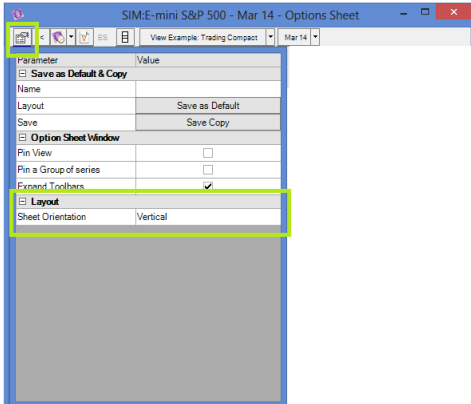 SIM:E-mini S&P 500 - Mar 14 - Options Sheet
ES View Example: Trading Compact Mar 14
Parameter Value
Save as Default & Copy
Name
Layout Save as Default
Save Save Copy
Option Sheet Window
Pin View
Pin a Group of series
Expand Toolbars
Layout
Sheet Orientation Vertical